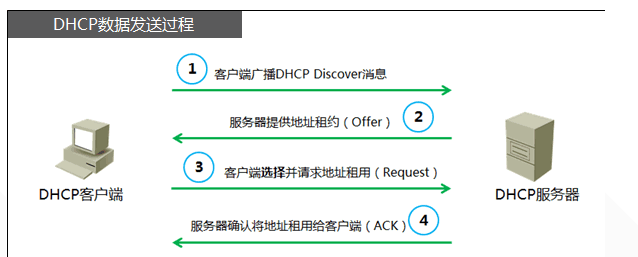 DHCP数据发送过程
1 客户端广播DHCP Discover消息
服务器提供地址租约（Offer） 2
3 客户端选择并请求地址租用（Request）
DHCP客户端
DHCP服务器
服务器确认将地址租用给客户端（ACK） 4